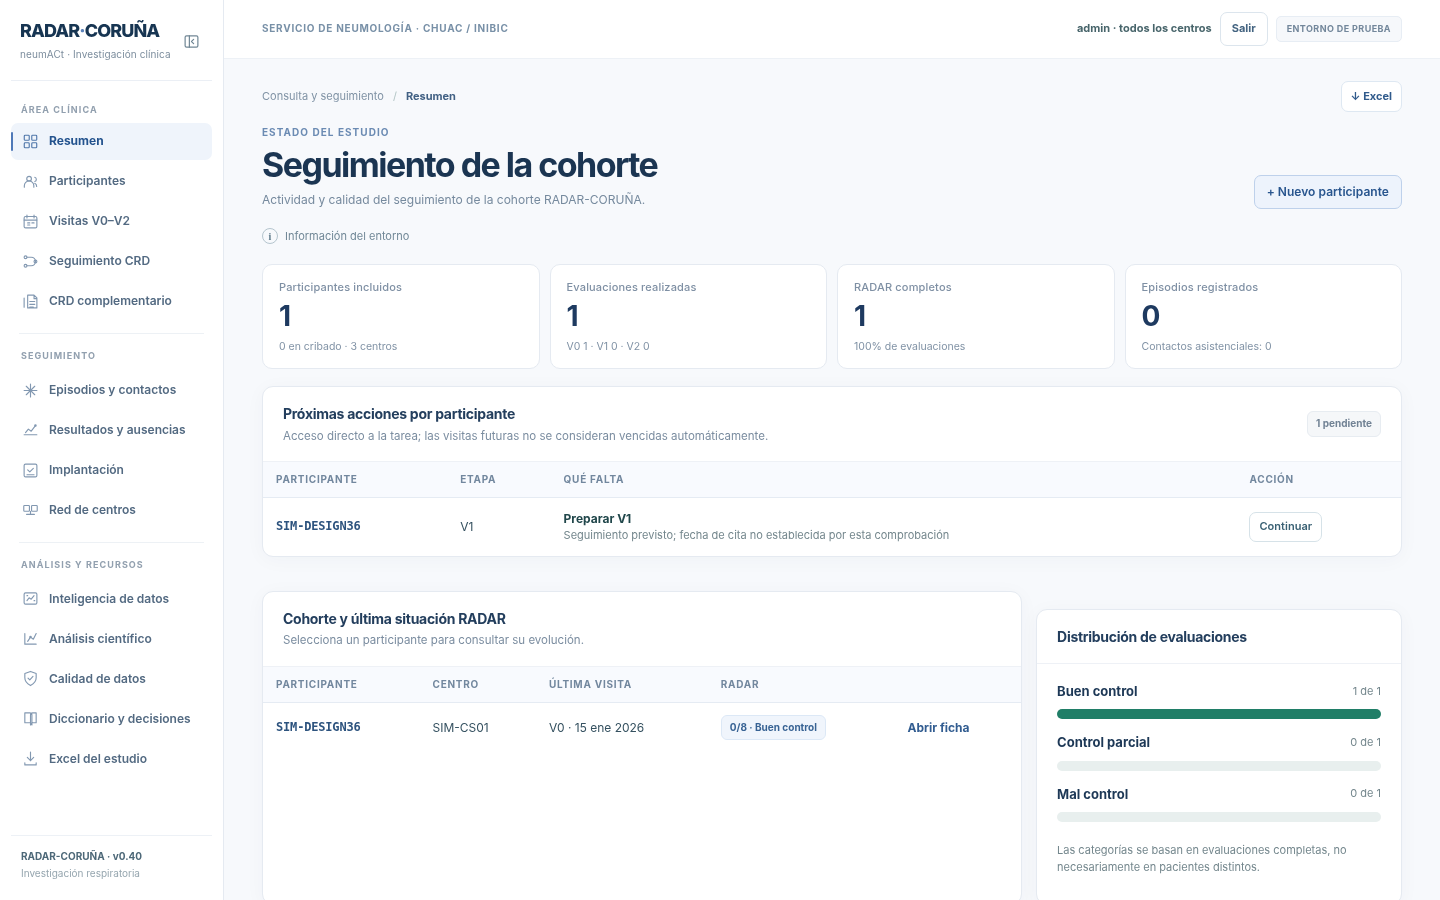 RADAR·CORUÑA
neumACt · Investigación clínica
ÁREA CLÍNICA
Resumen
Participantes
Visitas V0–V2
Seguimiento CRD
CRD complementario
SEGUIMIENTO
Episodios y contactos
Resultados y ausencias
Implantación
Red de centros
ANÁLISIS Y RECURSOS
Inteligencia de datos
Análisis científico
Calidad de datos
Diccionario y decisiones
Excel del estudio
RADAR-CORUÑA · v0.40
Investigación respiratoria
SERVICIO DE NEUMOLOGÍA · CHUAC / INIBIC
admin · todos los centros
Salir
ENTORNO DE PRUEBA
Consulta y seguimiento / Resumen
↓ Excel
ESTADO DEL ESTUDIO
Seguimiento de la cohorte
Actividad y calidad del seguimiento de la cohorte RADAR-CORUÑA.
+ Nuevo participante
i Información del entorno
Participantes incluidos
1
0 en cribado · 3 centros
Evaluaciones realizadas
1
V0 1 · V1 0 · V2 0
RADAR completos
1
100% de evaluaciones
Episodios registrados
0
Contactos asistenciales: 0
Próximas acciones por participante
Acceso directo a la tarea; las visitas futuras no se consideran vencidas automáticamente.
1 pendiente
PARTICIPANTE ETAPA QUÉ FALTA ACCIÓN
SIM-DESIGN36 V1 Preparar V1
Seguimiento previsto; fecha de cita no establecida por esta comprobación
Continuar
Cohorte y última situación RADAR
Selecciona un participante para consultar su evolución.
PARTICIPANTE CENTRO ÚLTIMA VISITA RADAR
SIM-DESIGN36 SIM-CS01 V0 · 15 ene 2026 0/8 · Buen control Abrir ficha
Distribución de evaluaciones
Buen control 1 de 1
Control parcial 0 de 1
Mal control 0 de 1
Las categorías se basan en evaluaciones completas, no
necesariamente en pacientes distintos.